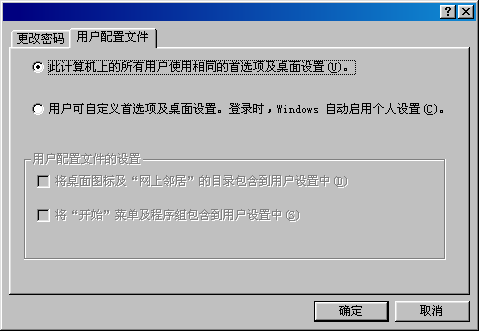 更改密码
用户配置文件
此计算机上的所有用户使用相同的首选项及桌面设置(U)。
用户可自定义首选项及桌面设置。登录时,Windows 自动启用个人设置(C)。
用户配置文件的设置
将桌面图标及“网上邻居”的目录包含到用户设置中(I)
将“开始”菜单及程序组包含到用户设置中(S)
确定
取消